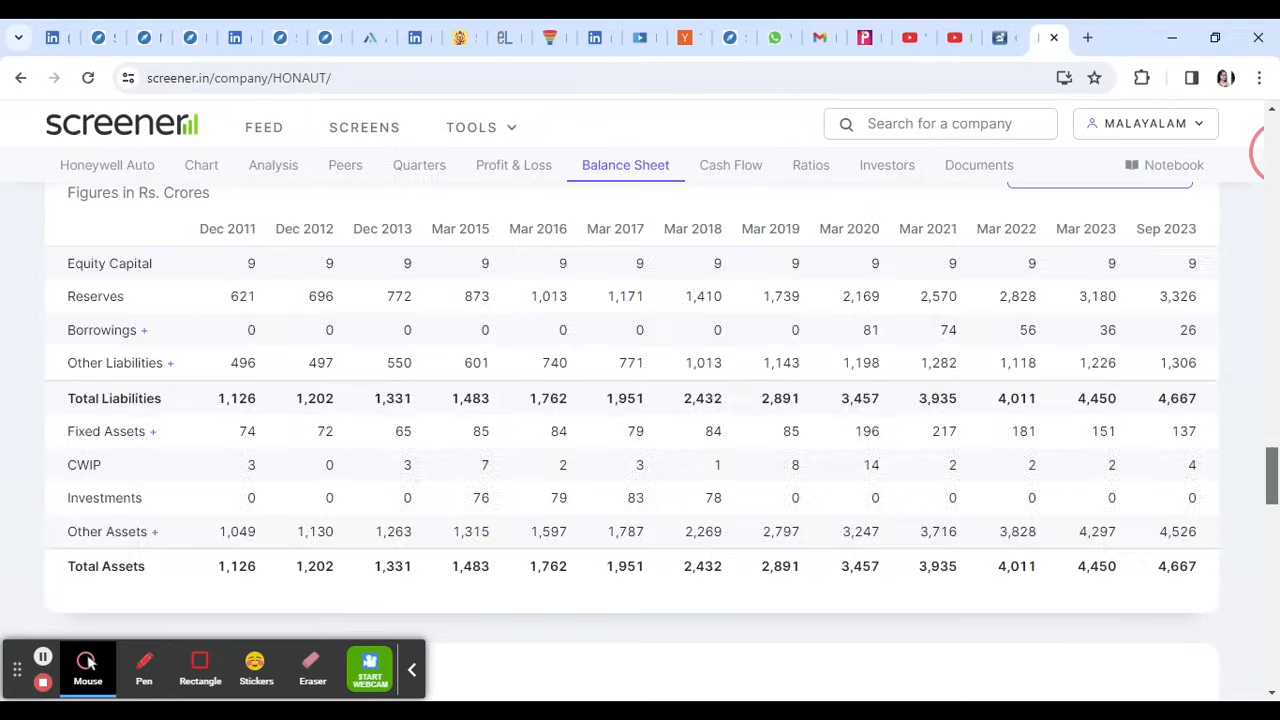 screener.in/company/HONAUT/
screener FEED SCREENS TOOLS Search for a company MALAYALAM
Honeywell Auto Chart Analysis Peers Quarters Profit & Loss Balance Sheet Cash Flow Ratios Investors Documents Notebook
Figures in Rs. Crores
Dec 2011 Dec 2012 Dec 2013 Mar 2015 Mar 2016 Mar 2017 Mar 2018 Mar 2019 Mar 2020 Mar 2021 Mar 2022 Mar 2023 Sep 2023
Equity Capital 9 9 9 9 9 9 9 9 9 9 9 9 9
Reserves 621 696 772 873 1,013 1,171 1,410 1,739 2,169 2,570 2,828 3,180 3,326
Borrowings + 0 0 0 0 0 0 0 0 81 74 56 36 26
Other Liabilities + 496 497 550 601 740 771 1,013 1,143 1,198 1,282 1,118 1,226 1,306
Total Liabilities 1,126 1,202 1,331 1,483 1,762 1,951 2,432 2,891 3,457 3,935 4,011 4,450 4,667
Fixed Assets + 74 72 65 85 84 79 84 85 196 217 181 151 137
CWIP 3 0 3 7 2 3 1 8 14 2 2 2 4
Investments 0 0 0 76 79 83 78 0 0 0 0 0 0
Other Assets + 1,049 1,130 1,263 1,315 1,597 1,787 2,269 2,797 3,247 3,716 3,828 4,297 4,526
Total Assets 1,126 1,202 1,331 1,483 1,762 1,951 2,432 2,891 3,457 3,935 4,011 4,450 4,667
Mouse Pen Rectangle Stickers Eraser START
WEBCAM